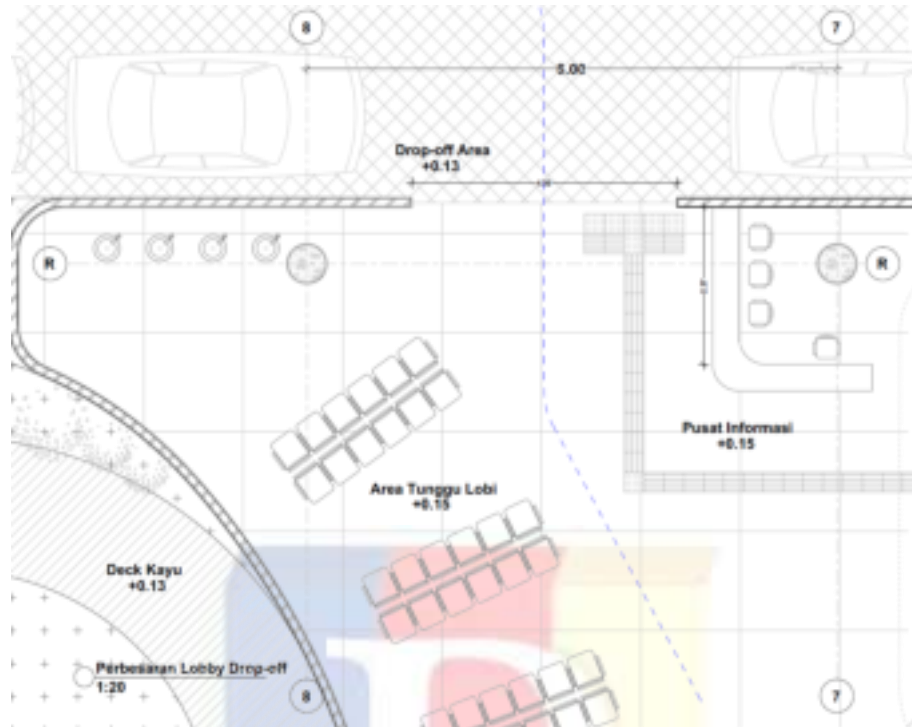 8
7
5.00
Drop-off Area
+0.13
R
R
Pusat Informasi
+0.15
Area Tunggu Lobi
+0.15
Deck Kayu
+0.13
Perbesaran Lobby Drop-off
1:20
8
7